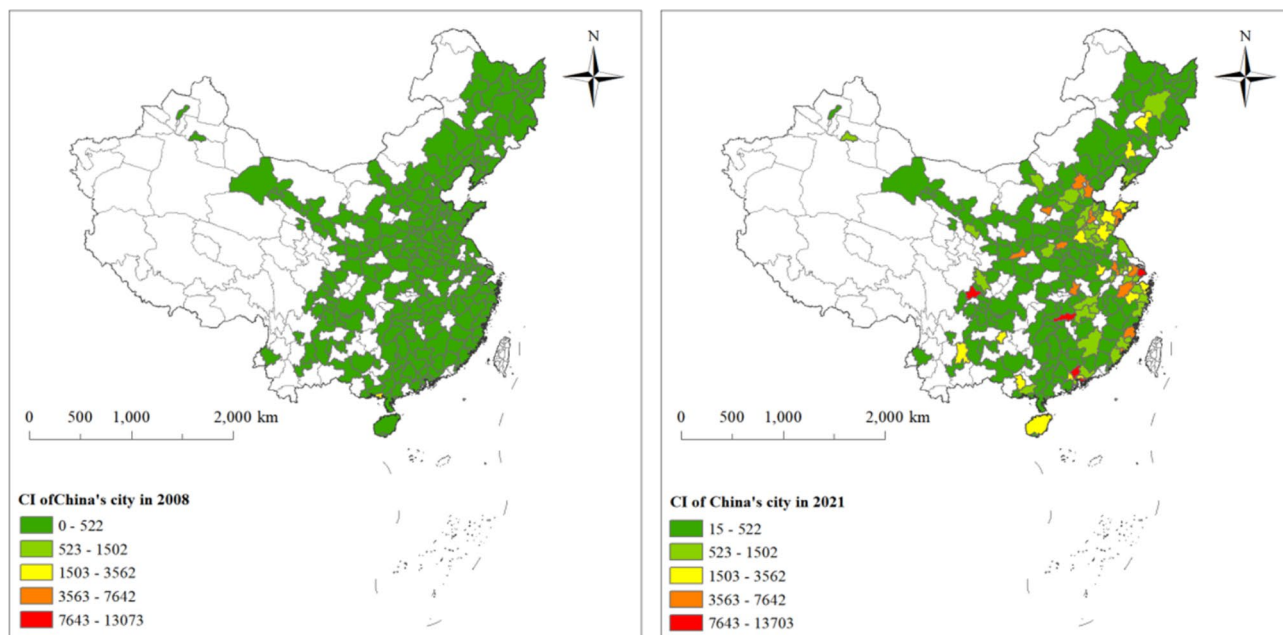 N
0 500 1,000 2,000 km
CI ofChina's city in 2008
0 - 522
523 - 1502
1503 - 3562
3563 - 7642
7643 - 13073
N
0 500 1,000 2,000 km
CI of China's city in 2021
15 - 522
523 - 1502
1503 - 3562
3563 - 7642
7643 - 13703